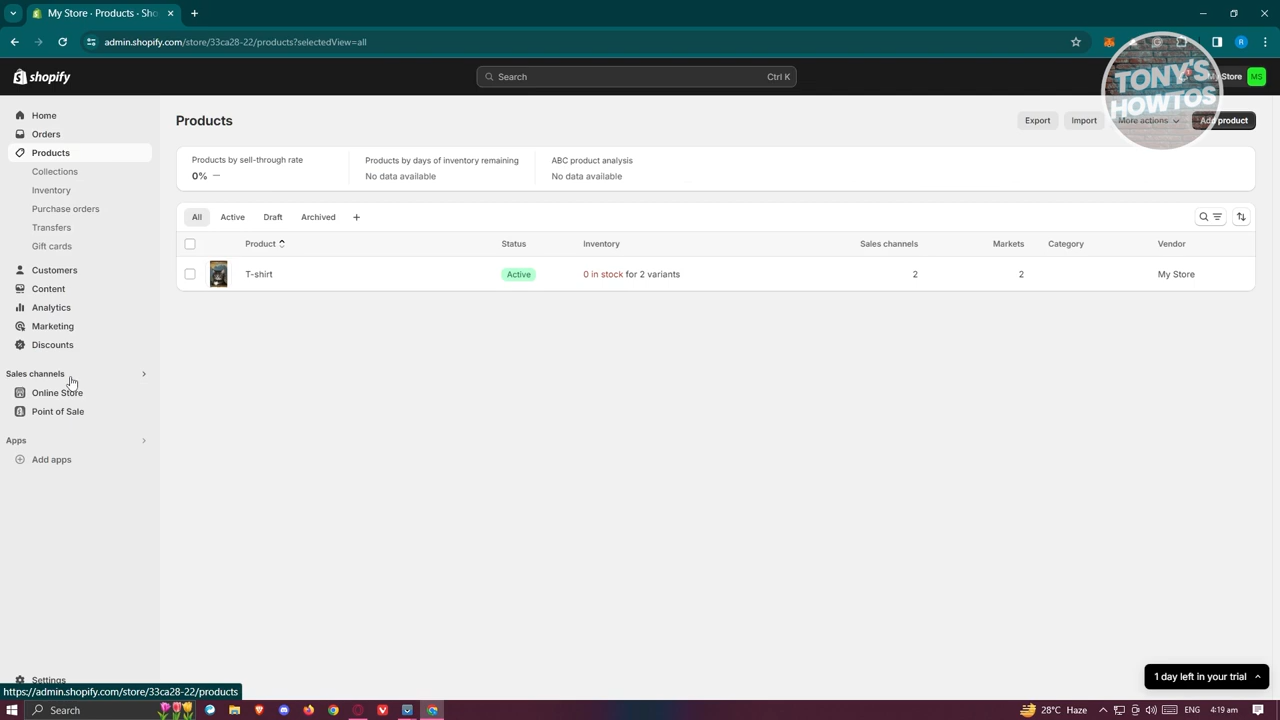 My Store · Products · Sho
admin.shopify.com/store/33ca28-22/products?selectedView=all
R
shopify
Search
Ctrl K
My Store
MS
TONY'S
HOWTOS
Home
Orders
Products
Collections
Inventory
Purchase orders
Transfers
Gift cards
Customers
Content
Analytics
Marketing
Discounts
Sales channels
Online Store
Point of Sale
Apps
Add apps
Settings
Products
Export
Import
More actions
Add product
Products by sell-through rate
0% —
Products by days of inventory remaining
No data available
ABC product analysis
No data available
All
Active
Draft
Archived
Product
Status
Inventory
Sales channels
Markets
Category
Vendor
T-shirt
Active
0 in stock for 2 variants
2
2
My Store
1 day left in your trial
https://admin.shopify.com/store/33ca28-22/products
Search
28°C Haze
ENG
4:19 am